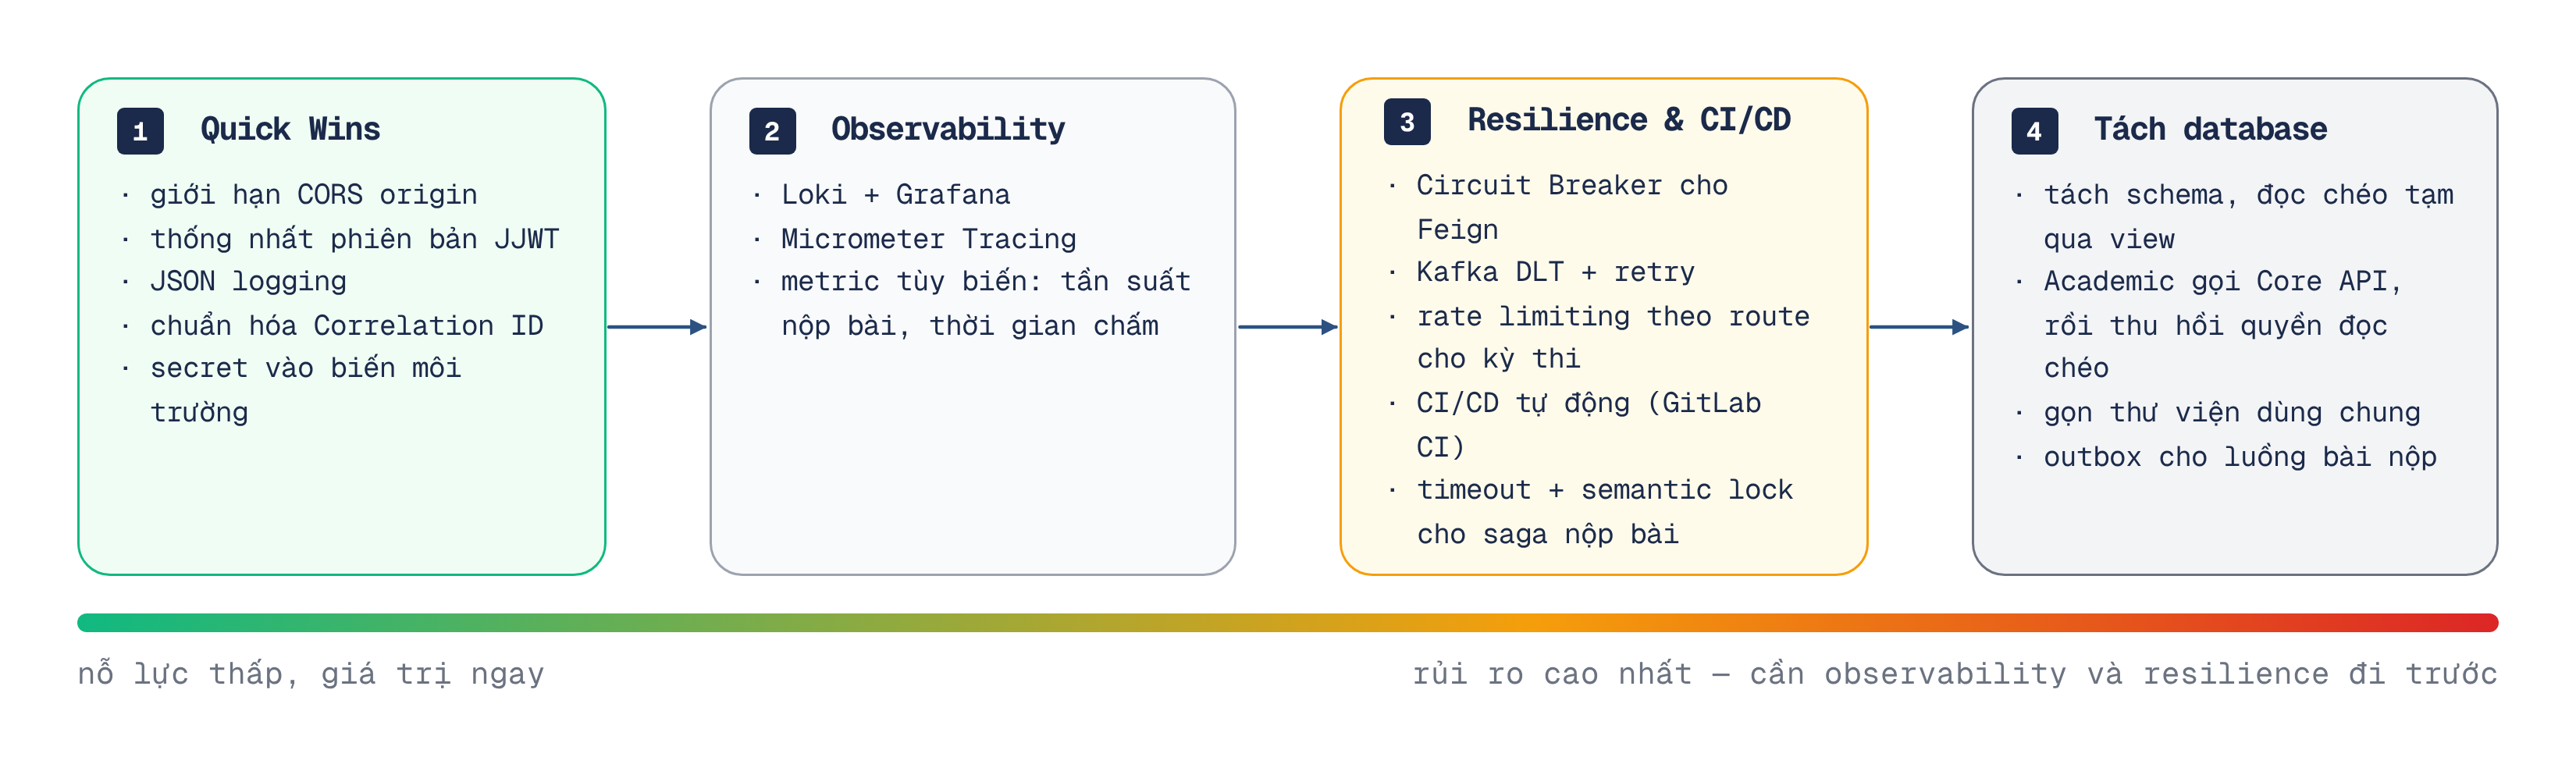 1 Quick Wins
· giới hạn CORS origin
· thống nhất phiên bản JJWT
· JSON logging
· chuẩn hóa Correlation ID
· secret vào biến môi
trường
2 Observability
· Loki + Grafana
· Micrometer Tracing
· metric tùy biến: tần suất
nộp bài, thời gian chấm
3 Resilience & CI/CD
· Circuit Breaker cho
Feign
· Kafka DLT + retry
· rate limiting theo route
cho kỳ thi
· CI/CD tự động (GitLab
CI)
· timeout + semantic lock
cho saga nộp bài
4 Tách database
· tách schema, đọc chéo tạm
qua view
· Academic gọi Core API,
rồi thu hồi quyền đọc
chéo
· gọn thư viện dùng chung
· outbox cho luồng bài nộp
nỗ lực thấp, giá trị ngay
rủi ro cao nhất — cần observability và resilience đi trước